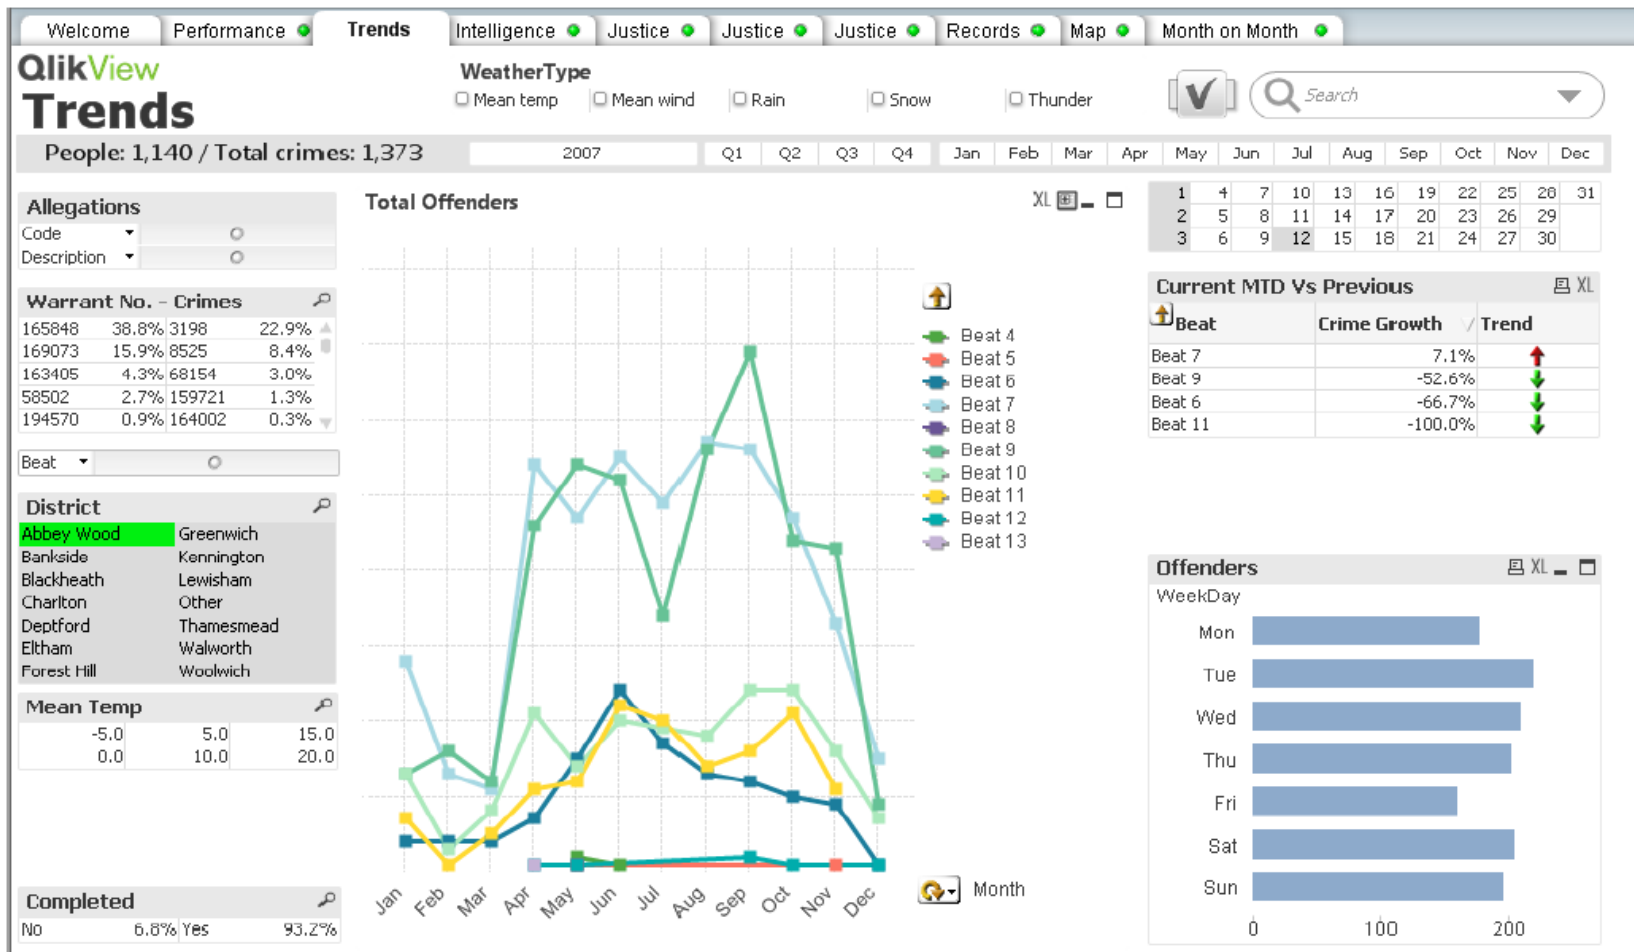 Welcome Performance Trends Intelligence Justice Justice Justice Records Map Month on Month
QlikView
Trends
WeatherType
Mean temp Mean wind Rain Snow Thunder
Search
People: 1,140 / Total crimes: 1,373
2007 Q1 Q2 Q3 Q4 Jan Feb Mar Apr May Jun Jul Aug Sep Oct Nov Dec
1 4 7 10 13 16 19 22 25 28 31
2 5 8 11 14 17 20 23 26 29
3 6 9 12 15 18 21 24 27 30
Allegations
Code
Description
Warrant No. - Crimes
165848 38.8% 3198 22.9%
169073 15.9% 8525 8.4%
163405 4.3% 68154 3.0%
58502 2.7% 159721 1.3%
194570 0.9% 164002 0.3%
Beat
District
Abbey Wood Greenwich
Bankside Kennington
Blackheath Lewisham
Charlton Other
Deptford Thamesmead
Eltham Walworth
Forest Hill Woolwich
Mean Temp
-5.0 5.0 15.0
0.0 10.0 20.0
Completed
No 6.8% Yes 93.2%
Total Offenders
XL
Beat 4
Beat 5
Beat 6
Beat 7
Beat 8
Beat 9
Beat 10
Beat 11
Beat 12
Beat 13
Jan Feb Mar Apr May Jun Jul Aug Sep Oct Nov Dec
Month
Current MTD Vs Previous XL
Beat Crime Growth Trend
Beat 7 7.1%
Beat 9 -52.6%
Beat 6 -66.7%
Beat 11 -100.0%
Offenders XL
WeekDay
Mon
Tue
Wed
Thu
Fri
Sat
Sun
0 100 200